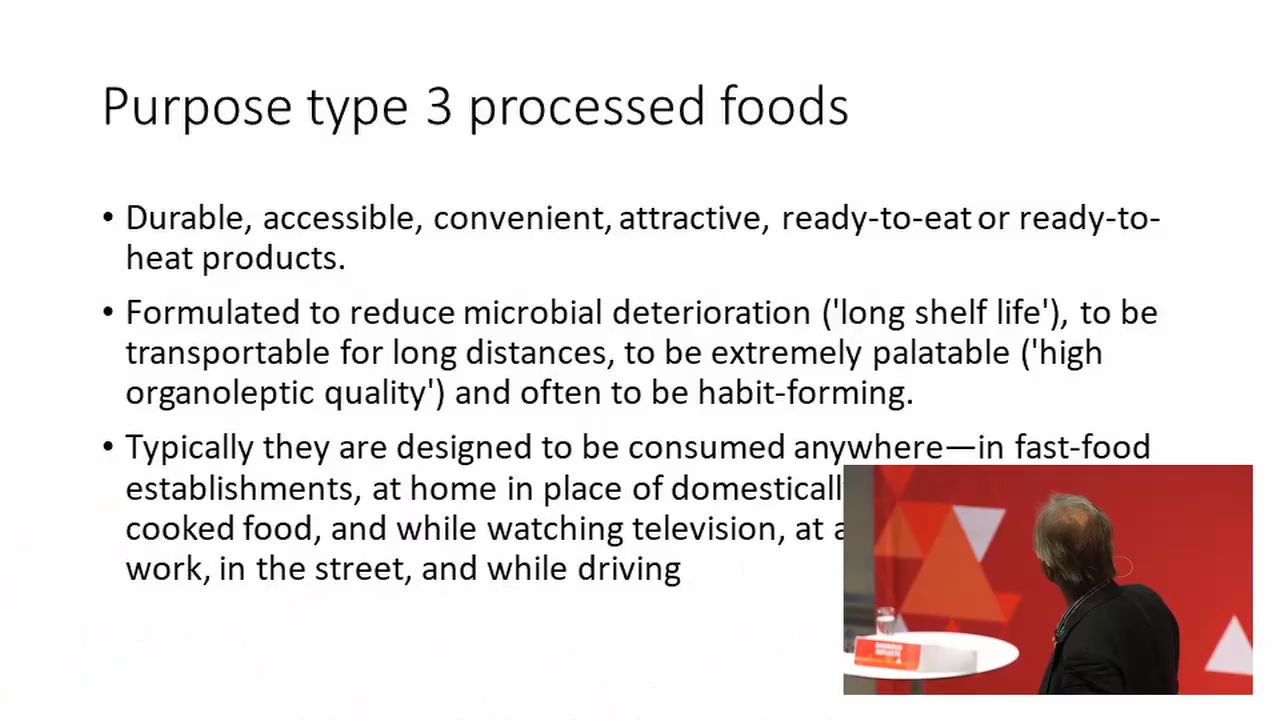 Purpose type 3 processed foods
• Durable, accessible, convenient, attractive, ready-to-eat or ready-to-
heat products.
• Formulated to reduce microbial deterioration ('long shelf life'), to be
transportable for long distances, to be extremely palatable ('high
organoleptic quality') and often to be habit-forming.
• Typically they are designed to be consumed anywhere—in fast-food
establishments, at home in place of domesticall
cooked food, and while watching television, at a
work, in the street, and while driving